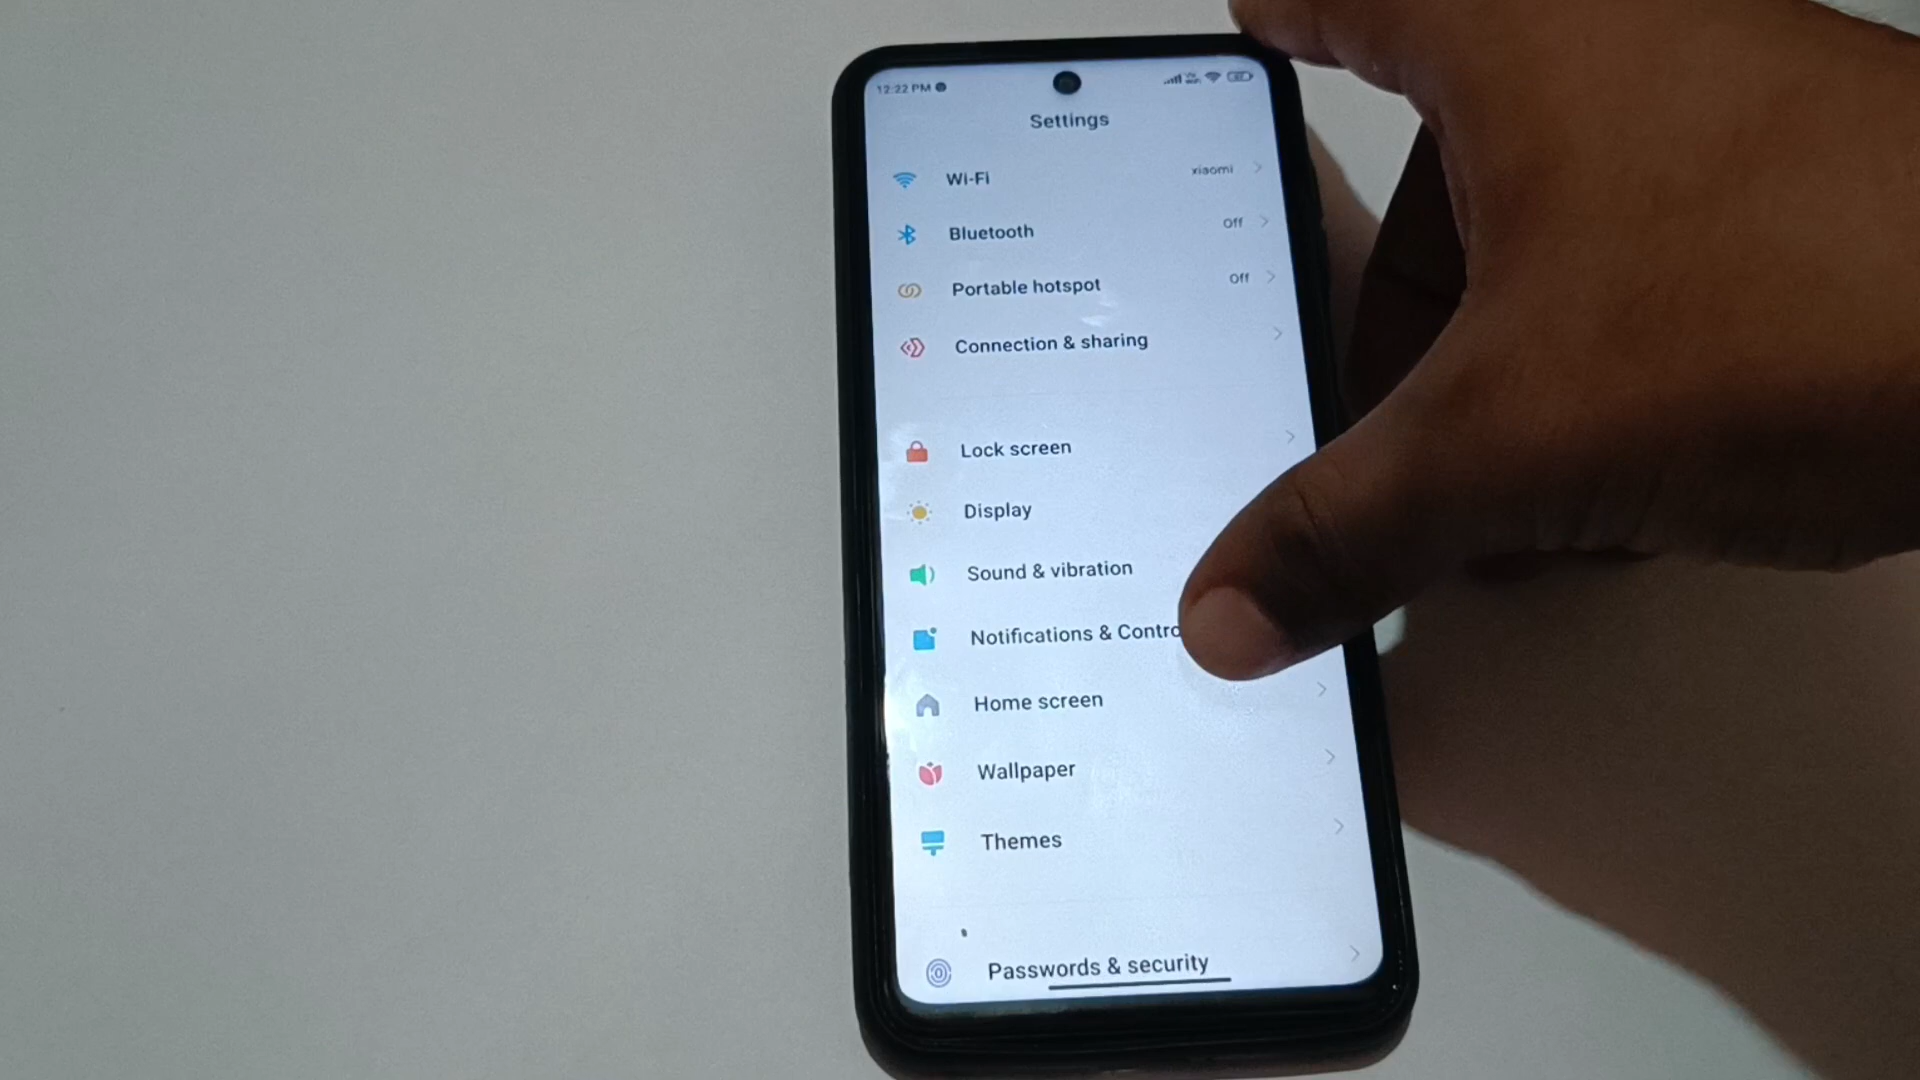 12:22 PM
Settings
Wi-Fi xiaomi
Bluetooth Off
Portable hotspot Off
Connection & sharing
Lock screen
Display
Sound & vibration
Notifications & Contro
Home screen
Wallpaper
Themes
Passwords & security